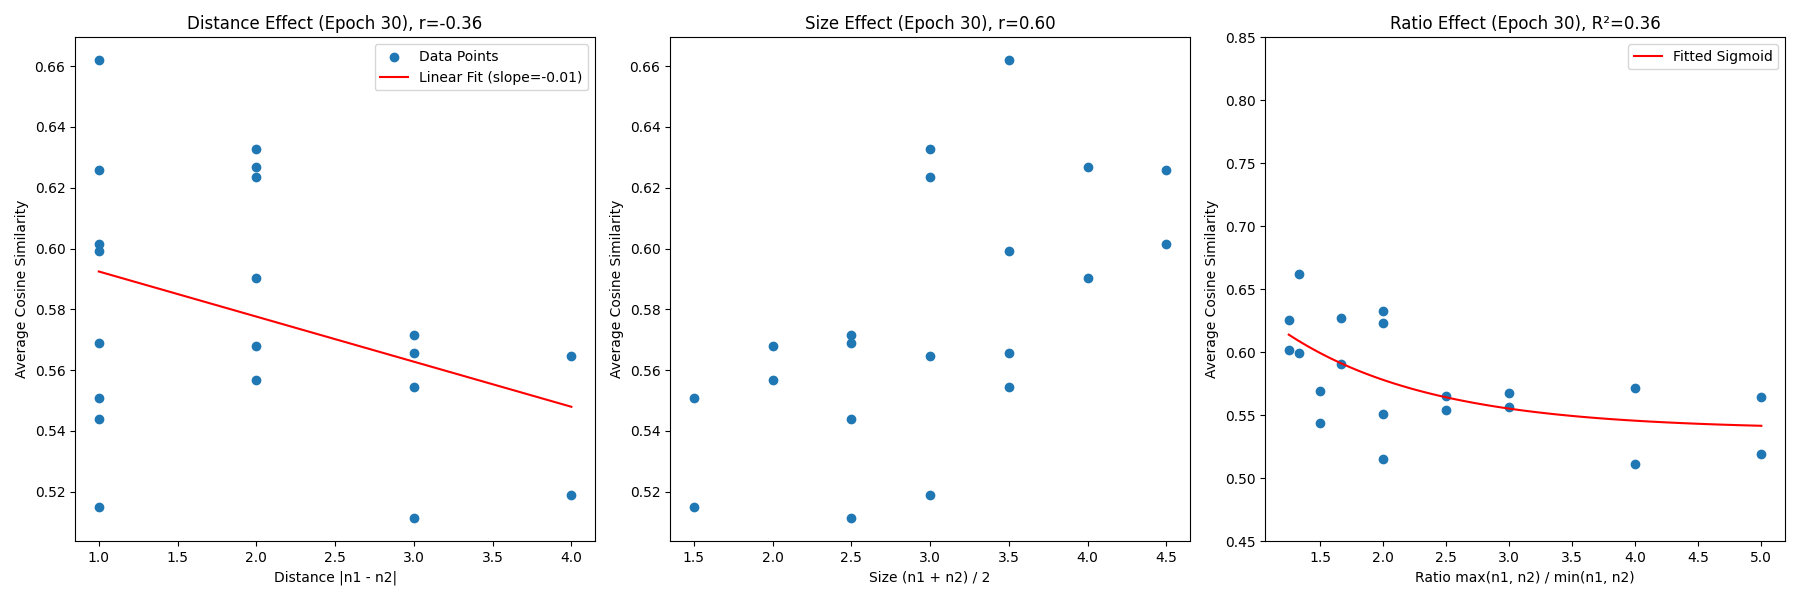 Distance Effect (Epoch 30), r=-0.36
Data Points
Linear Fit (slope=-0.01)
Average Cosine Similarity
0.66
0.64
0.62
0.60
0.58
0.56
0.54
0.52
1.0 1.5 2.0 2.5 3.0 3.5 4.0
Distance |n1 - n2|
Size Effect (Epoch 30), r=0.60
Average Cosine Similarity
0.66
0.64
0.62
0.60
0.58
0.56
0.54
0.52
1.5 2.0 2.5 3.0 3.5 4.0 4.5
Size (n1 + n2) / 2
Ratio Effect (Epoch 30), R²=0.36
Fitted Sigmoid
Average Cosine Similarity
0.85
0.80
0.75
0.70
0.65
0.60
0.55
0.50
0.45
1.5 2.0 2.5 3.0 3.5 4.0 4.5 5.0
Ratio max(n1, n2) / min(n1, n2)